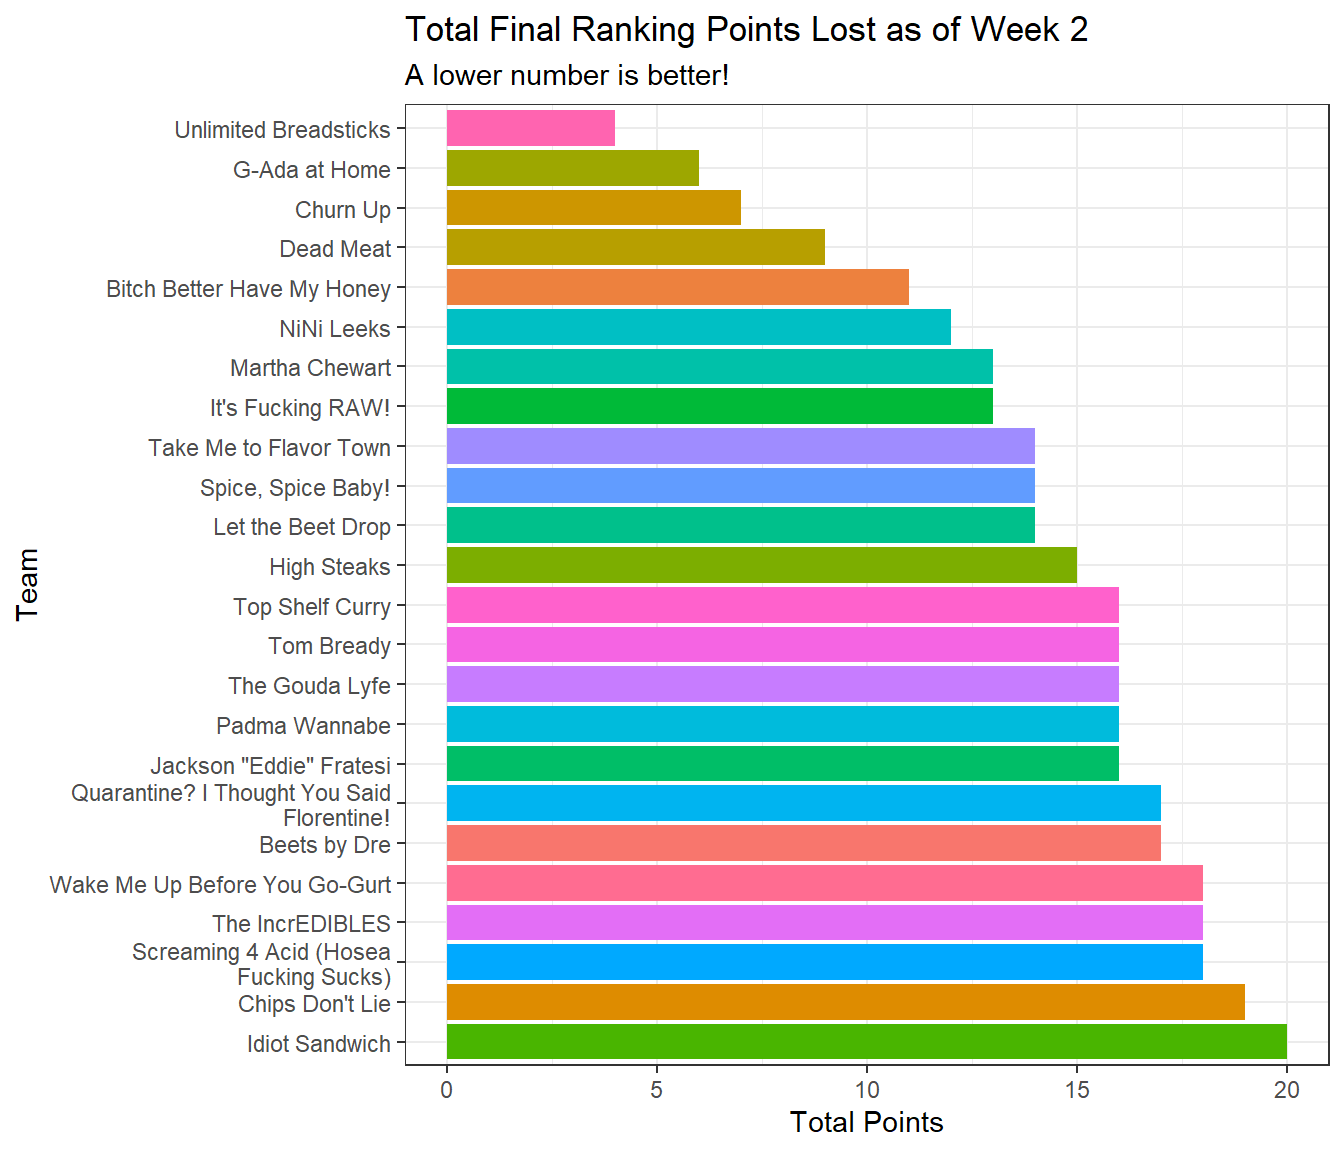 Total Final Ranking Points Lost as of Week 2
A lower number is better!
Unlimited Breadsticks
G-Ada at Home
Churn Up
Dead Meat
Bitch Better Have My Honey
NiNi Leeks
Martha Chewart
It's Fucking RAW!
Take Me to Flavor Town
Spice, Spice Baby!
Let the Beet Drop
High Steaks
Top Shelf Curry
Tom Bready
The Gouda Lyfe
Padma Wannabe
Jackson "Eddie" Fratesi
Quarantine? I Thought You Said
Florentine!
Beets by Dre
Wake Me Up Before You Go-Gurt
The IncrEDIBLES
Screaming 4 Acid (Hosea
Fucking Sucks)
Chips Don't Lie
Idiot Sandwich
Team
0 5 10 15 20
Total Points